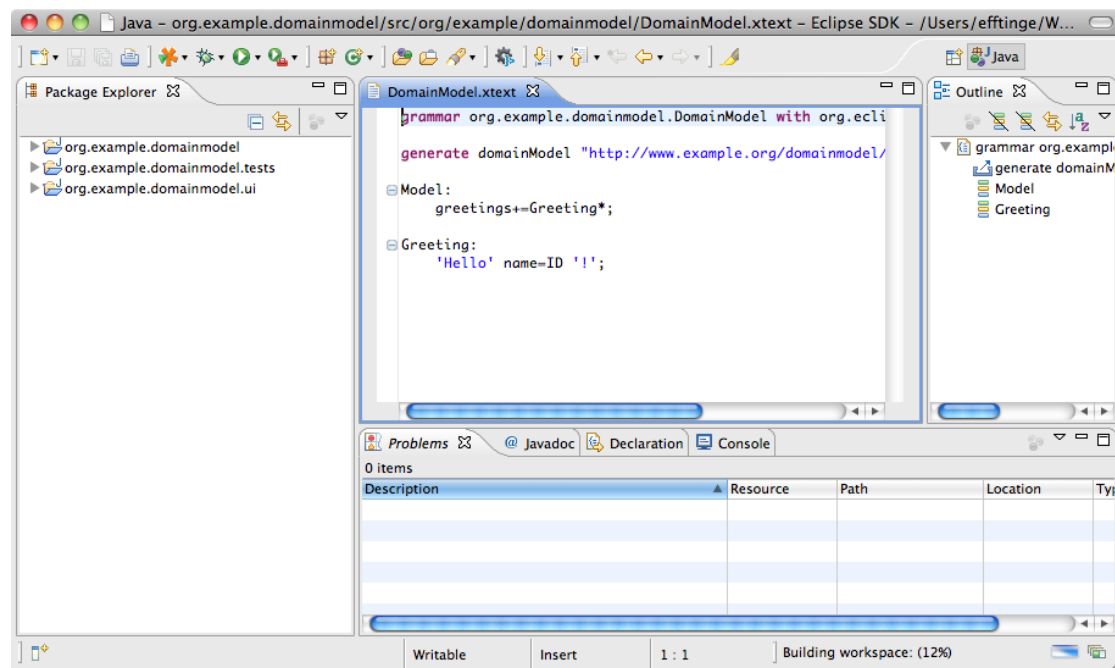 Java – org.example.domainmodel/src/org/example/domainmodel/DomainModel.xtext – Eclipse SDK – /Users/efftinge/W...
Java
Package Explorer
org.example.domainmodel
org.example.domainmodel.tests
org.example.domainmodel.ui
DomainModel.xtext
grammar org.example.domainmodel.DomainModel with org.ecli
generate domainModel "http://www.example.org/domainmodel/
Model:
greetings+=Greeting*;
Greeting:
'Hello' name=ID '!';
Outline
grammar org.exampl
generate domainM
Model
Greeting
Problems @ Javadoc Declaration Console
0 items
Description Resource Path Location Typ
Writable Insert 1 : 1 Building workspace: (12%)